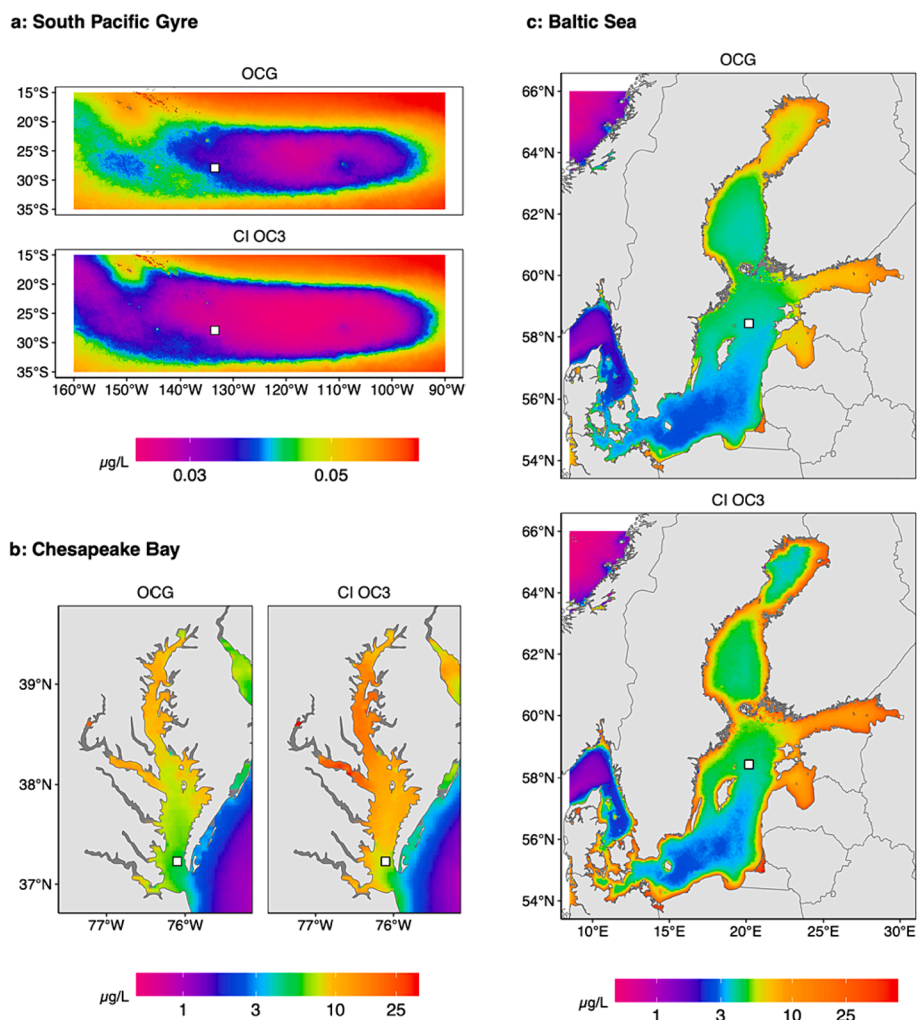 a: South Pacific Gyre
OCG
15°S
20°S
25°S
30°S
35°S
CI OC3
15°S
20°S
25°S
30°S
35°S
160°W 150°W 140°W 130°W 120°W 110°W 100°W 90°W
µg/L
0.03 0.05
b: Chesapeake Bay
OCG CI OC3
39°N
38°N
37°N
77°W 76°W 77°W 76°W
µg/L
1 3 10 25
c: Baltic Sea
OCG
66°N
64°N
62°N
60°N
58°N
56°N
54°N
CI OC3
66°N
64°N
62°N
60°N
58°N
56°N
54°N
10°E 15°E 20°E 25°E 30°E
µg/L
1 3 10 25